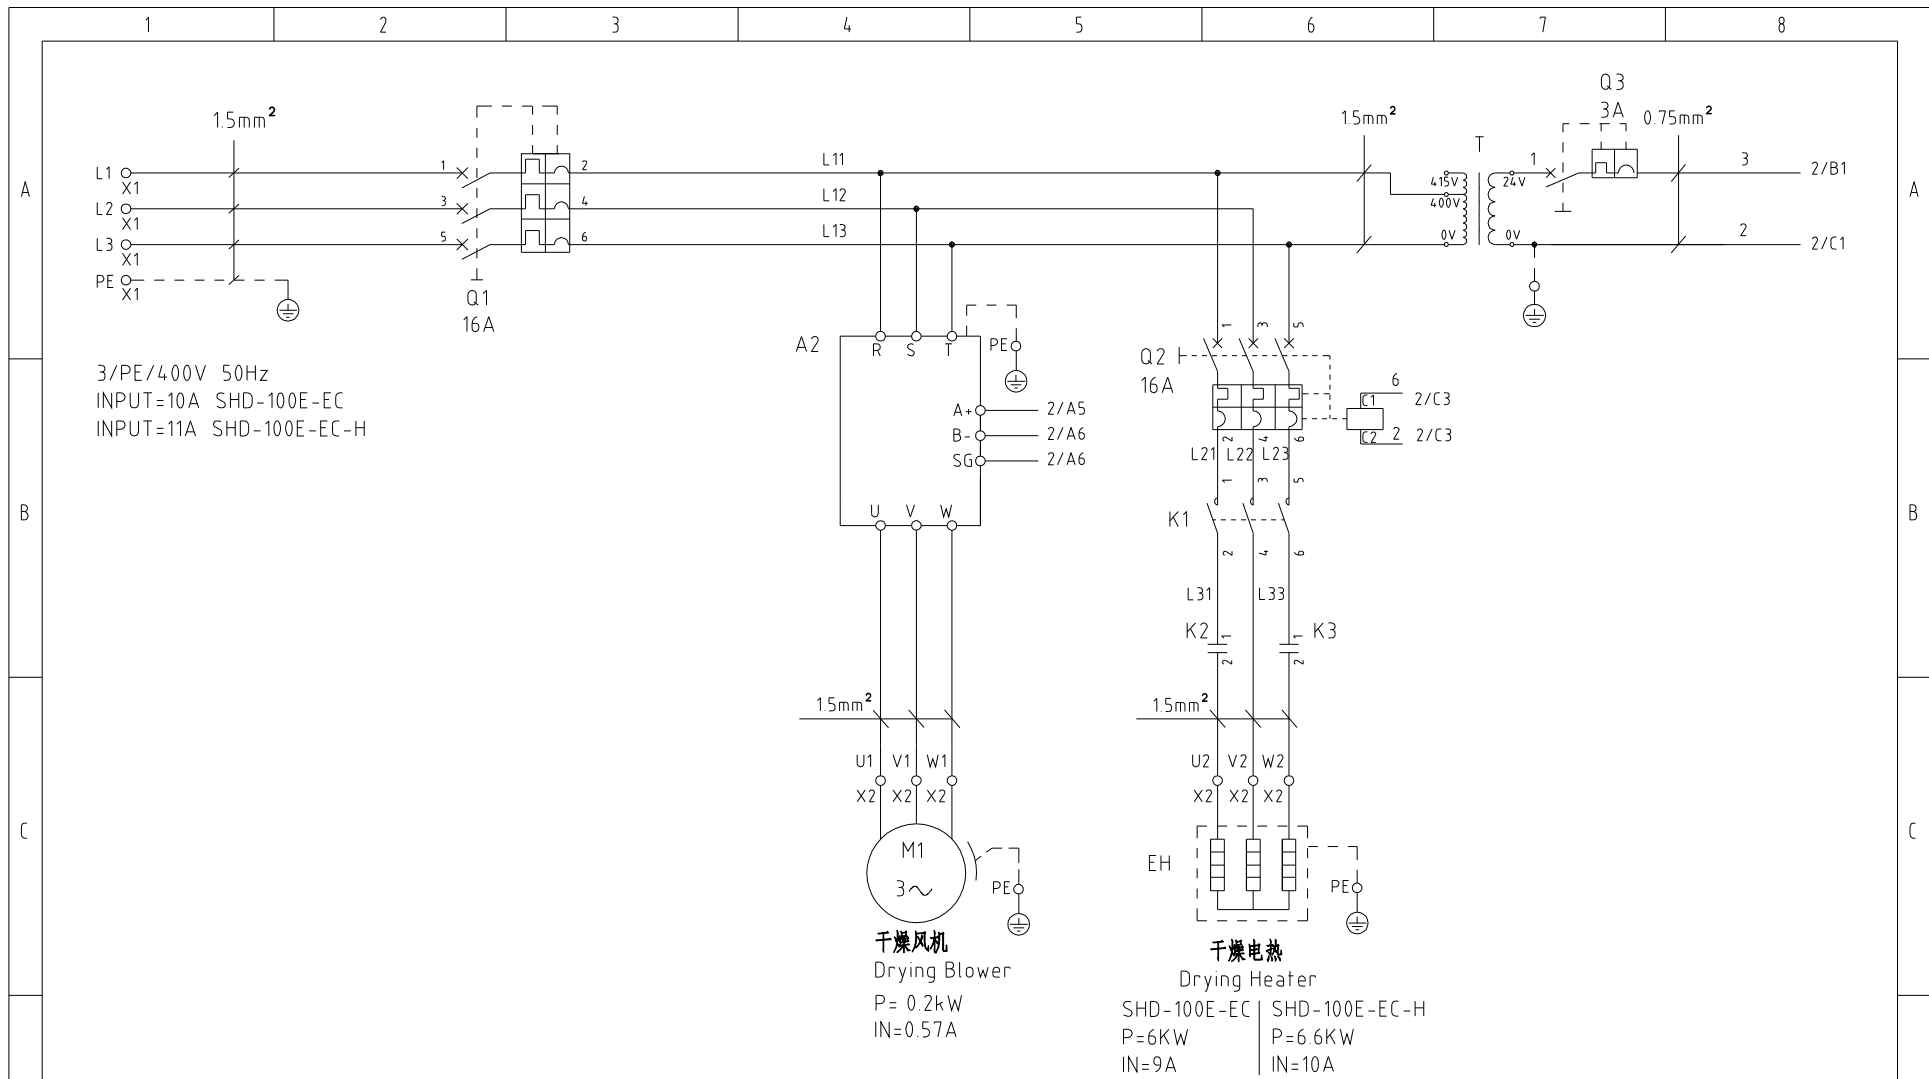 1 2 3 4 5 6 7 8
A
A
B
B
C
C
1.5mm²
L1
X1
L2
X1
L3
X1
PE
X1
1
3
5
2
4
6
Q1
16A
3/PE/400V 50Hz
INPUT=10A SHD-100E-EC
INPUT=11A SHD-100E-EC-H
L11
L12
L13
A2
R S T
PE
A+ 2/A5
B- 2/A6
SG 2/A6
U V W
1.5mm²
U1 V1 W1
X2 X2 X2
M1
3~
PE
干燥风机
Drying Blower
P= 0.2kW
IN=0.57A
1.5mm²
415V
400V
0V
T
24V
0V
1
Q3
3A
0.75mm²
3
2/B1
2
2/C1
1 3 5
Q2
16A
6
C1 2/C3
C2 2 2/C3
2 4 6
L21 L22 L23
1 3 5
K1
2 4 6
L31 L33
K2 1 1 K3
2 2
1.5mm²
U2 V2 W2
X2 X2 X2
EH
PE
干燥电热
Drying Heater
SHD-100E-EC SHD-100E-EC-H
P=6KW P=6.6KW
IN=9A IN=10A